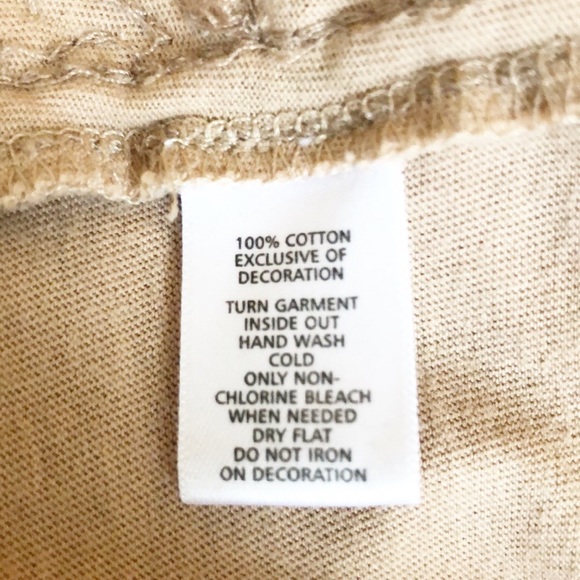 100% COTTON
EXCLUSIVE OF
DECORATION
TURN GARMENT
INSIDE OUT
HAND WASH
COLD
ONLY NON-
CHLORINE BLEACH
WHEN NEEDED
DRY FLAT
DO NOT IRON
ON DECORATION